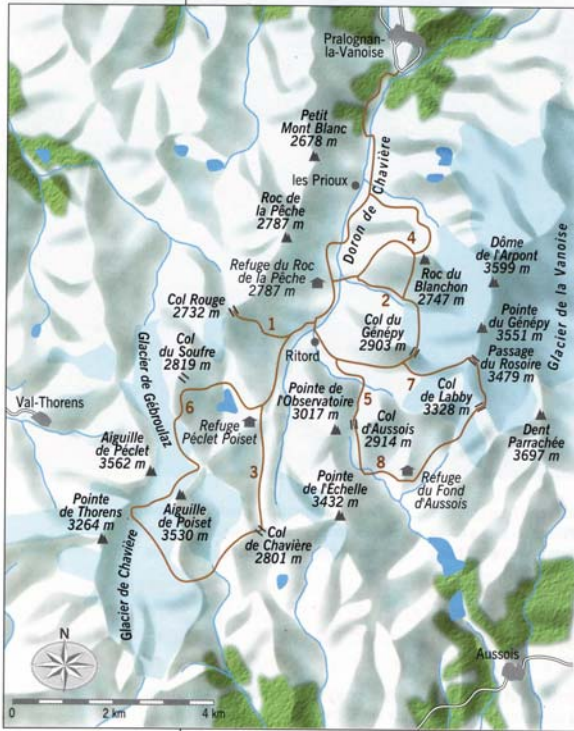 Pralognan-
la-Vanoise
Petit
Mont Blanc
2678 m
les Prioux
Doron de Chavière
Roc de
la Pêche
2787 m
4
Dôme
de l'Arpont
3599 m
Glacier de la Vanoise
Refuge du Roc
de la Pêche
2787 m
Roc du
Blanchon
2747 m
2
Col Rouge
2732 m
1
Pointe
du Génépy
3551 m
Col du
Génépy
2903 m
Col
du Soufre
2819 m
Ritord
Passage
du Rosoire
3479 m
Glacier de Gébroulaz
7
Pointe de
l'Observatoire
3017 m
5
Col
de Labby
3328 m
Val-Thorens
6
Refuge
Péclet Poiset
Col
d'Aussois
2914 m
Dent
Parrachée
3697 m
Aiguille
de Péclet
3562 m
3
8
Refuge
du Fond
d'Aussois
Pointe
de l'Échelle
3432 m
Pointe
de Thorens
3264 m
Aiguille
de Poiset
3530 m
Col
de Chavière
2801 m
Glacier de Chavière
N
Aussois
0 2 km 4 km